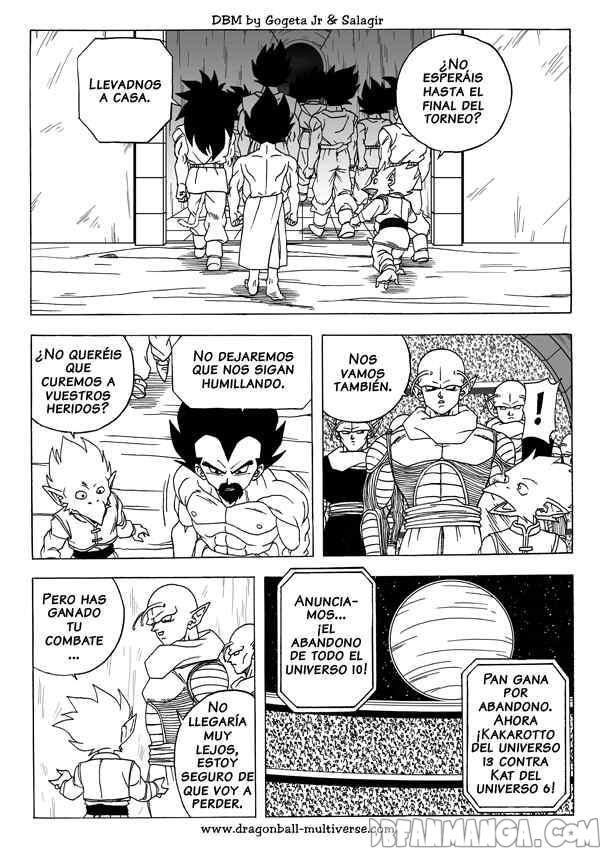 DBM by Gogeta Jr & Salagir
Llevadnos
a casa.
¿No
esperáis
hasta el
final del
torneo?
¿No queréis
que
curemos a
vuestros
heridos?
No dejaremos
que nos sigan
humillando.
Nos
vamos
también.
!
Pero has
ganado tu
combate
...
No
llegaría
muy
lejos,
estoy
seguro de
que voy a
perder.
Anuncia-
mos...
¡el
abandono
de todo el
universo 10!
Pan gana
por
abandono.
Ahora
¡Kakarotto
del universo
13 contra
Kat del
universo 6!
www.dragonball-multiverse.com
DBFANMANGA.COM